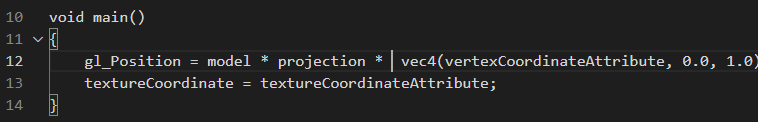 10 void main()
11 {
12 gl_Position = model * projection * vec4(vertexCoordinateAttribute, 0.0, 1.0)
13 textureCoordinate = textureCoordinateAttribute;
14 }